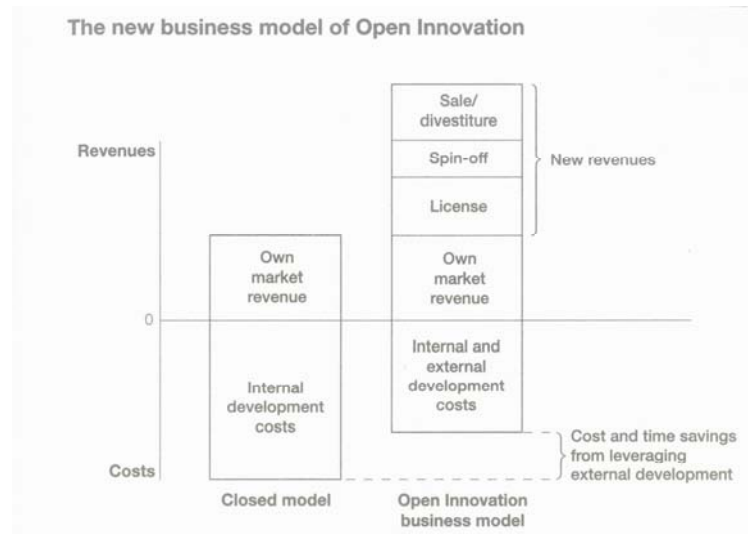 The new business model of Open Innovation
Revenues
0
Costs
Own
market
revenue
Internal
development
costs
Closed model
Sale/
divestiture
Spin-off
License
Own
market
revenue
Internal and
external
development
costs
Open Innovation
business model
New revenues
Cost and time savings
from leveraging
external development